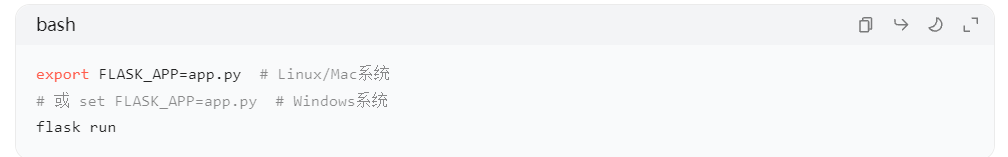 bash
export FLASK_APP=app.py  # Linux/Mac系统
# 或 set FLASK_APP=app.py  # Windows系统
flask run